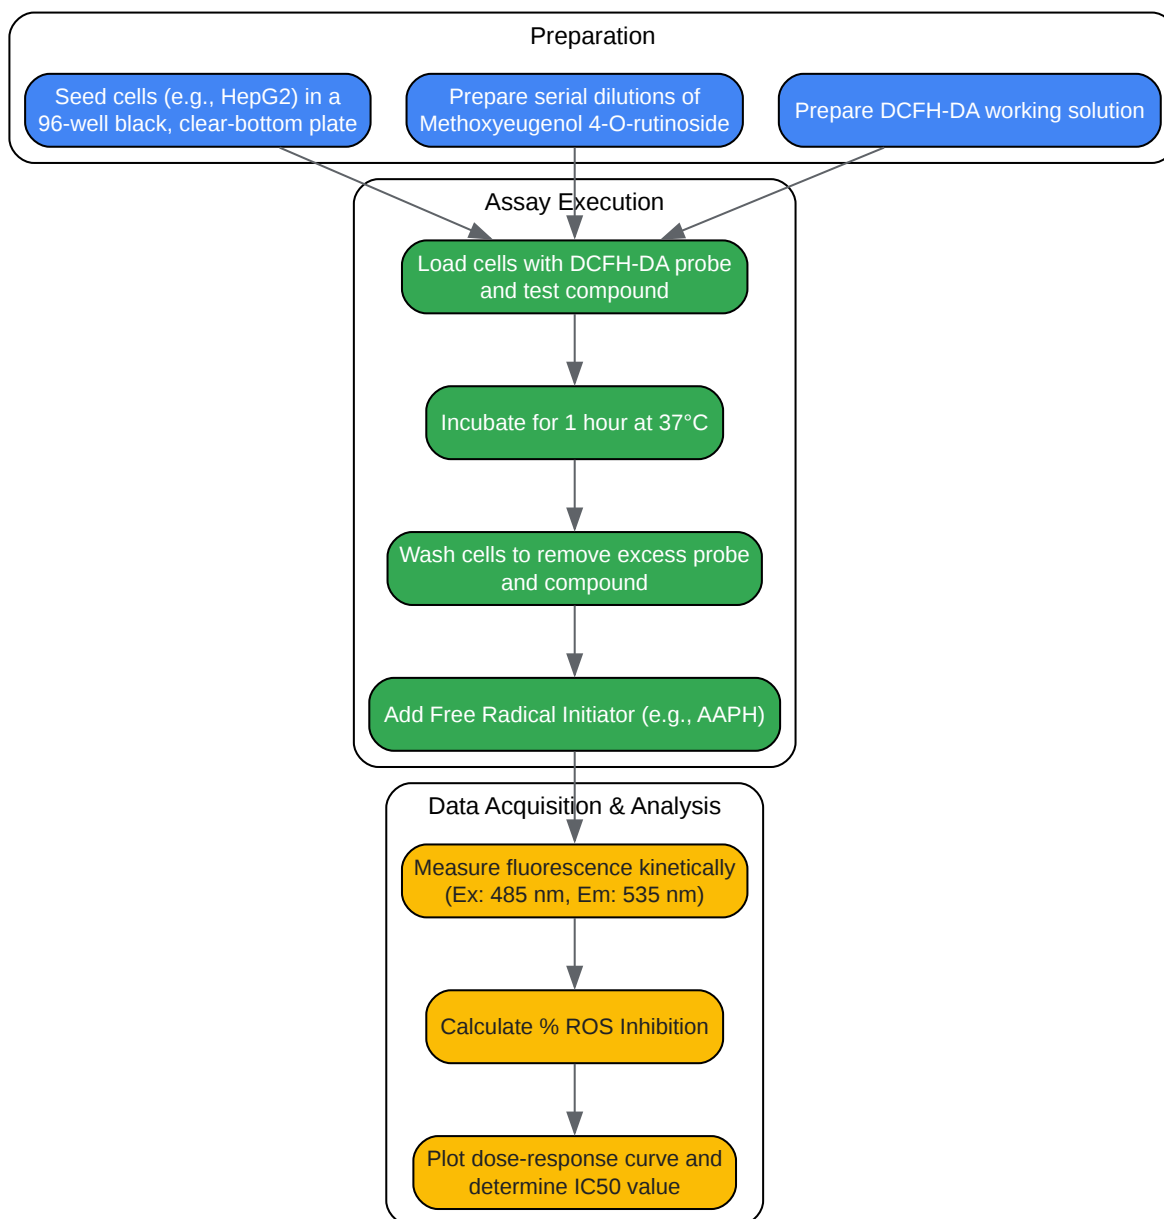 Preparation
Seed cells (e.g., HepG2) in a
96-well black, clear-bottom plate
Prepare serial dilutions of
Methoxyeugenol 4-O-rutinoside
Prepare DCFH-DA working solution
Assay Execution
Load cells with DCFH-DA probe
and test compound
Incubate for 1 hour at 37°C
Wash cells to remove excess probe
and compound
Add Free Radical Initiator (e.g., AAPH)
Data Acquisition & Analysis
Measure fluorescence kinetically
(Ex: 485 nm, Em: 535 nm)
Calculate % ROS Inhibition
Plot dose-response curve and
determine IC50 value